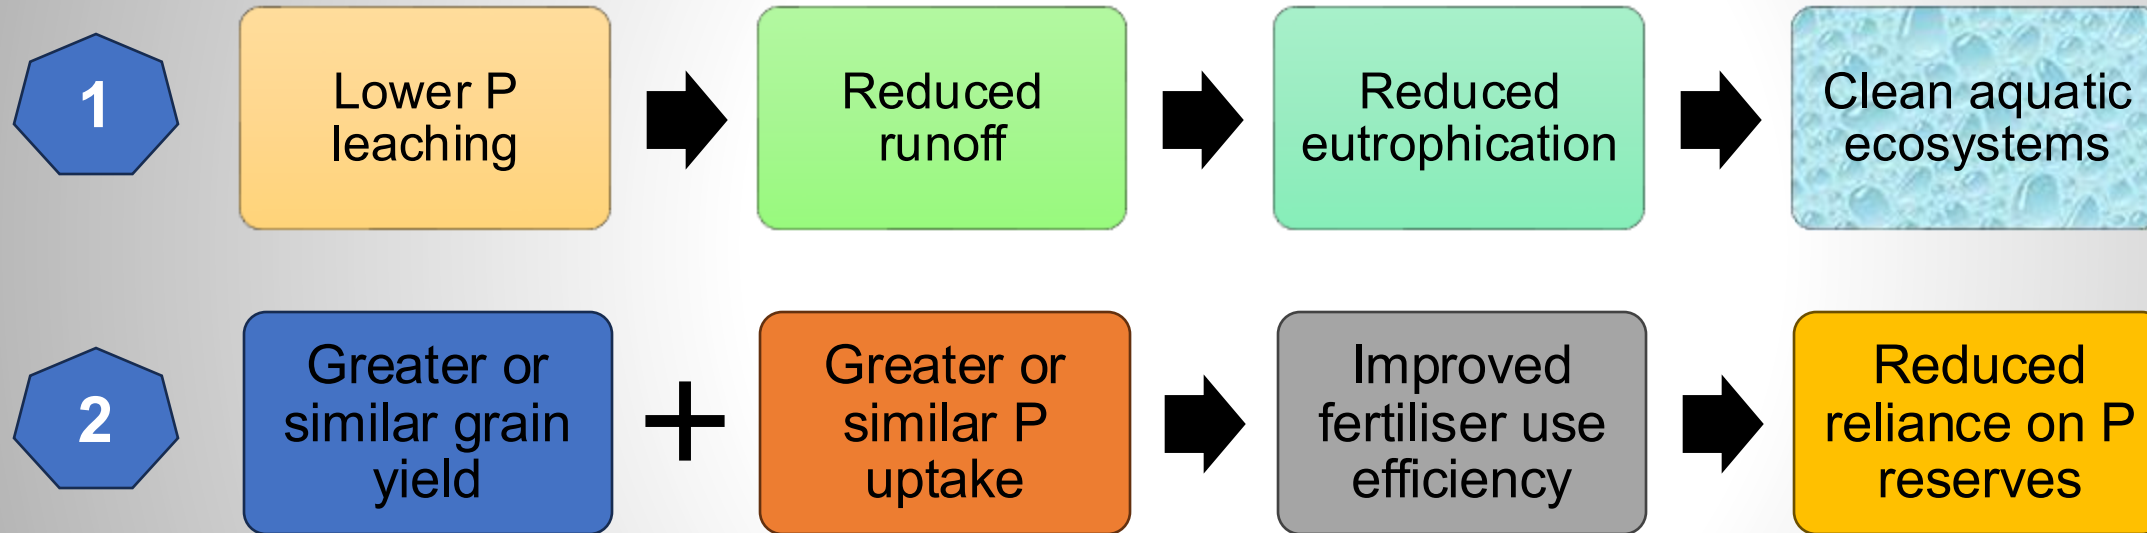 1
Lower P
leaching
Reduced
runoff
Reduced
eutrophication
Clean aquatic
ecosystems
2
Greater or
similar grain
yield
+
Greater or
similar P
uptake
Improved
fertiliser use
efficiency
Reduced
reliance on P
reserves